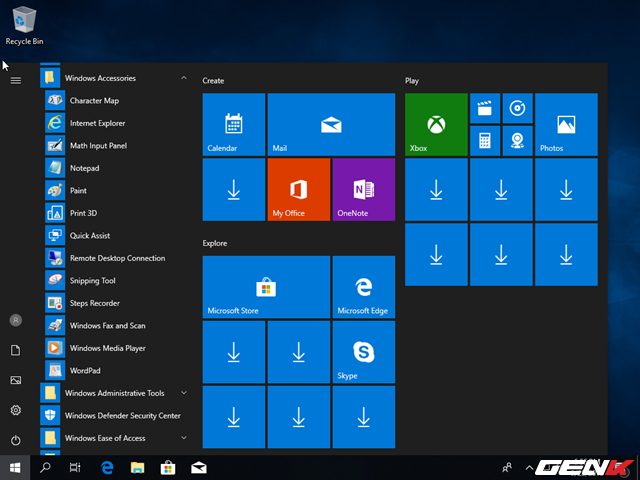 Recycle Bin
Windows Accessories
Character Map
Internet Explorer
Math Input Panel
Notepad
Paint
Print 3D
Quick Assist
Remote Desktop Connection
Snipping Tool
Steps Recorder
Windows Fax and Scan
Windows Media Player
WordPad
Windows Administrative Tools
Windows Defender Security Center
Windows Ease of Access
Create
Calendar
Mail
My Office
OneNote
Explore
Microsoft Store
Microsoft Edge
Skype
Play
Xbox
Photos
GENK